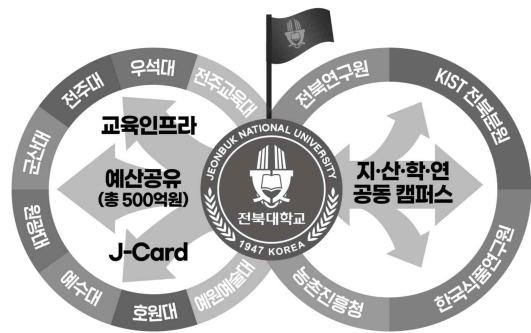 우석대
전주교육대
전주대
군산군
원광대
예수대
호원대
예원예술대
교육인프라
예산공유
(총 500억원)
J-Card
JEONBUK NATIONAL UNIVERSITY
전북대학교
1947 KOREA
전북연구원
KIST 전북분원
지·산·학·연
공동 캠퍼스
농촌진흥청
한국식품연구원